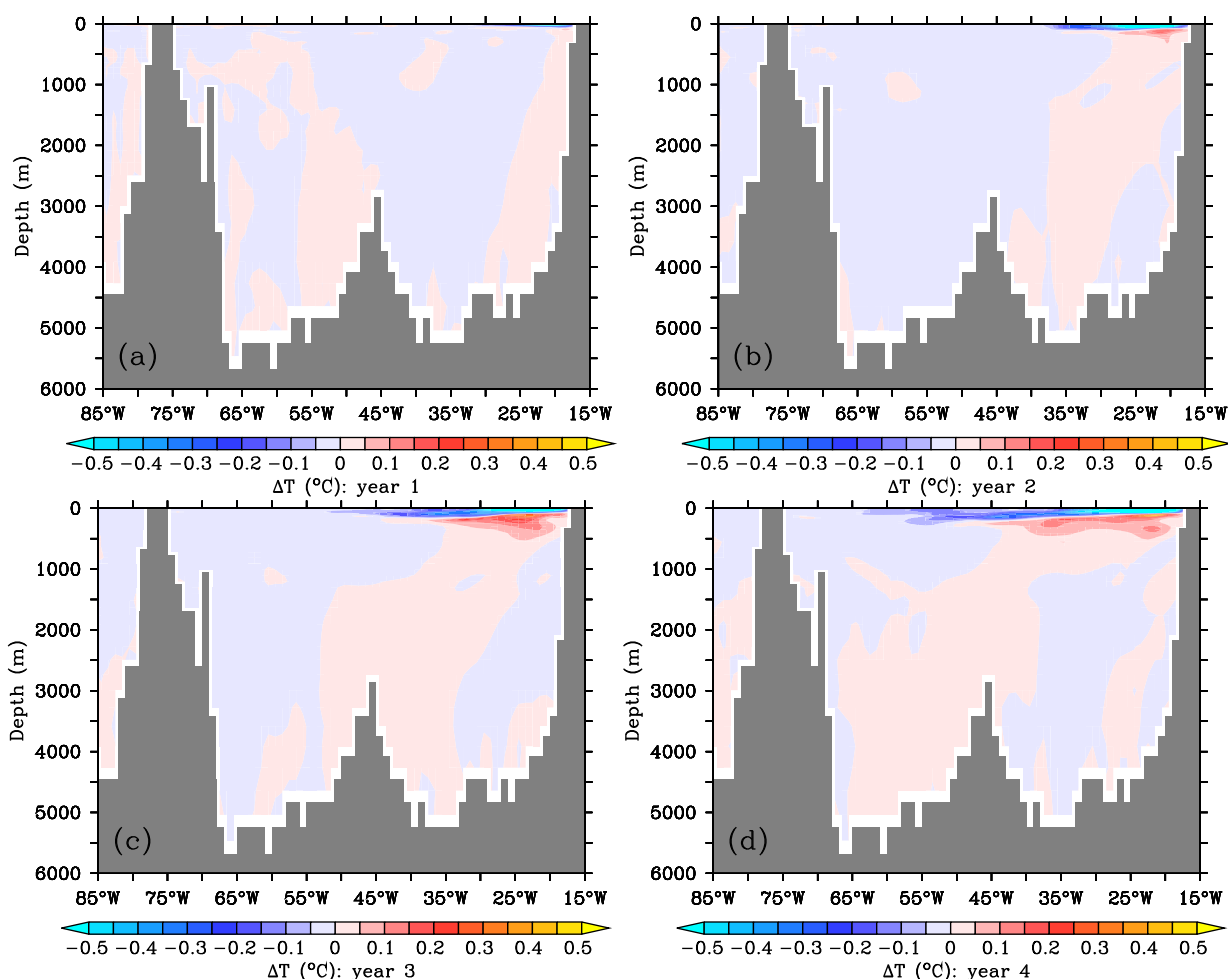 0
1000
2000
3000
4000
5000
6000
Depth (m)
(a)
85°W 75°W 65°W 55°W 45°W 35°W 25°W 15°W
−0.5 −0.4 −0.3 −0.2 −0.1 0 0.1 0.2 0.3 0.4 0.5
ΔT (°C): year 1
0
1000
2000
3000
4000
5000
6000
Depth (m)
(b)
85°W 75°W 65°W 55°W 45°W 35°W 25°W 15°W
−0.5 −0.4 −0.3 −0.2 −0.1 0 0.1 0.2 0.3 0.4 0.5
ΔT (°C): year 2
0
1000
2000
3000
4000
5000
6000
Depth (m)
(c)
85°W 75°W 65°W 55°W 45°W 35°W 25°W 15°W
−0.5 −0.4 −0.3 −0.2 −0.1 0 0.1 0.2 0.3 0.4 0.5
ΔT (°C): year 3
0
1000
2000
3000
4000
5000
6000
Depth (m)
(d)
85°W 75°W 65°W 55°W 45°W 35°W 25°W 15°W
−0.5 −0.4 −0.3 −0.2 −0.1 0 0.1 0.2 0.3 0.4 0.5
ΔT (°C): year 4